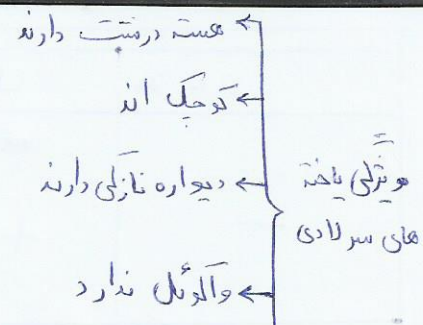 ویژگی یاخته
های سرلادی
← هسته درشت دارند
← کوچک اند
← دیواره نازکی دارند
← واکوئل ندارد